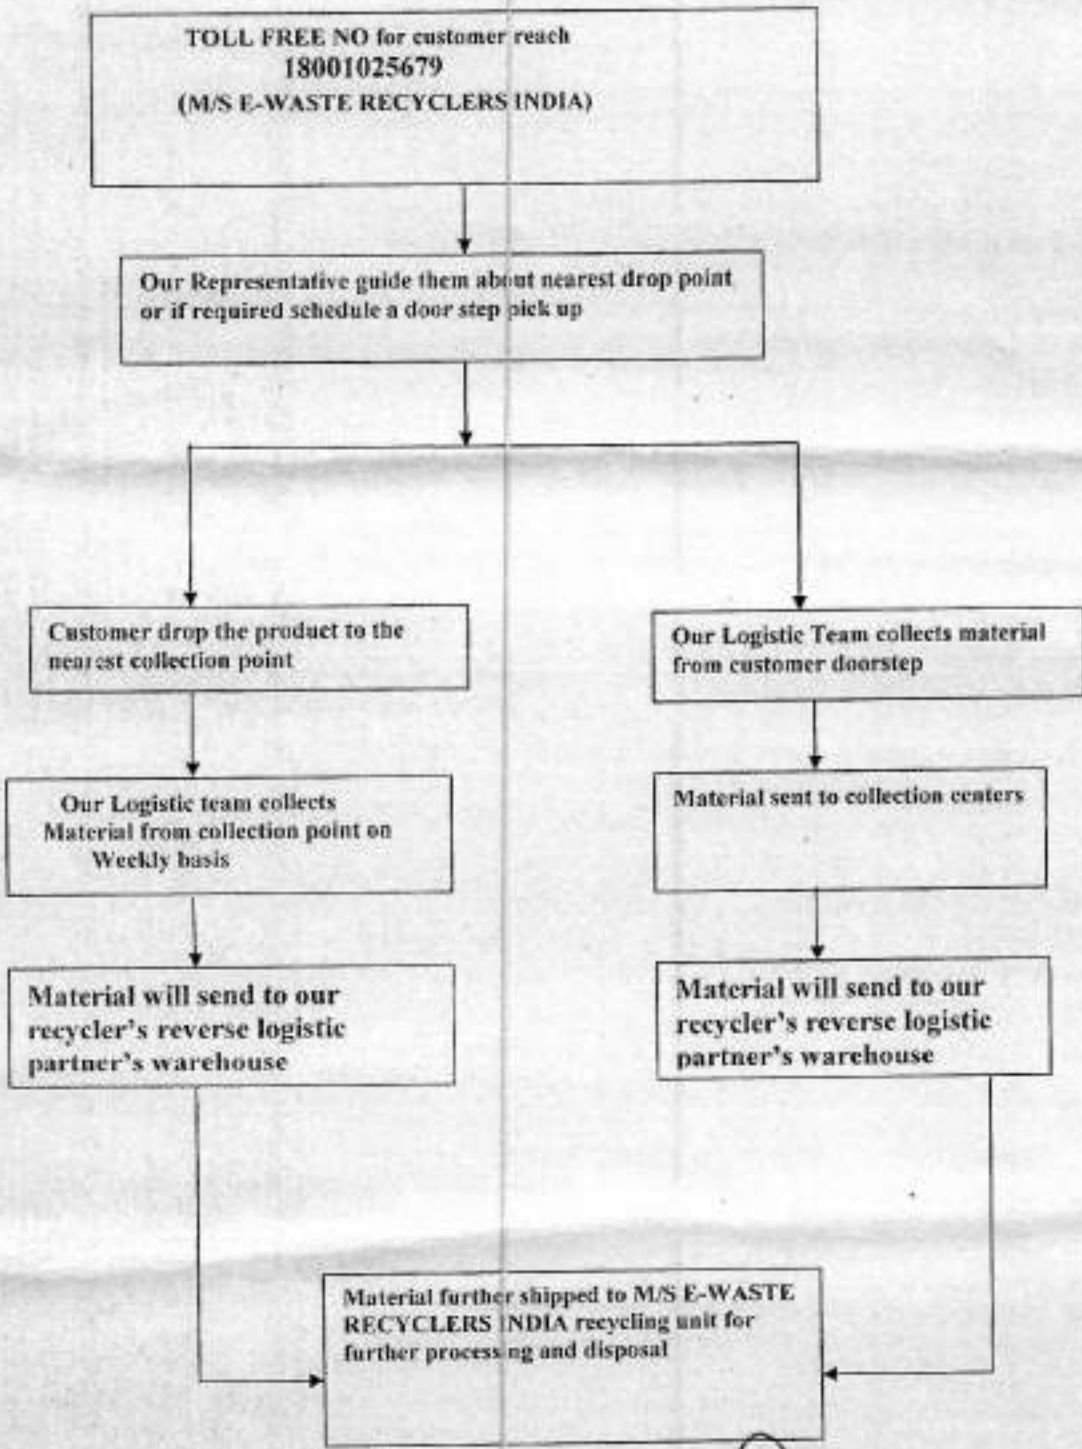 TOLL FREE NO for customer reach
18001025679
(M/S E-WASTE RECYCLERS INDIA)
Our Representative guide them about nearest drop point
or if required schedule a door step pick up
Customer drop the product to the
nearest collection point
Our Logistic team collects
Material from collection point on
Weekly basis
Material will send to our
recycler's reverse logistic
partner's warehouse
Our Logistic Team collects material
from customer doorstep
Material sent to collection centers
Material will send to our
recycler's reverse logistic
partner's warehouse
Material further shipped to M/S E-WASTE
RECYCLERS INDIA recycling unit for
further processing and disposal